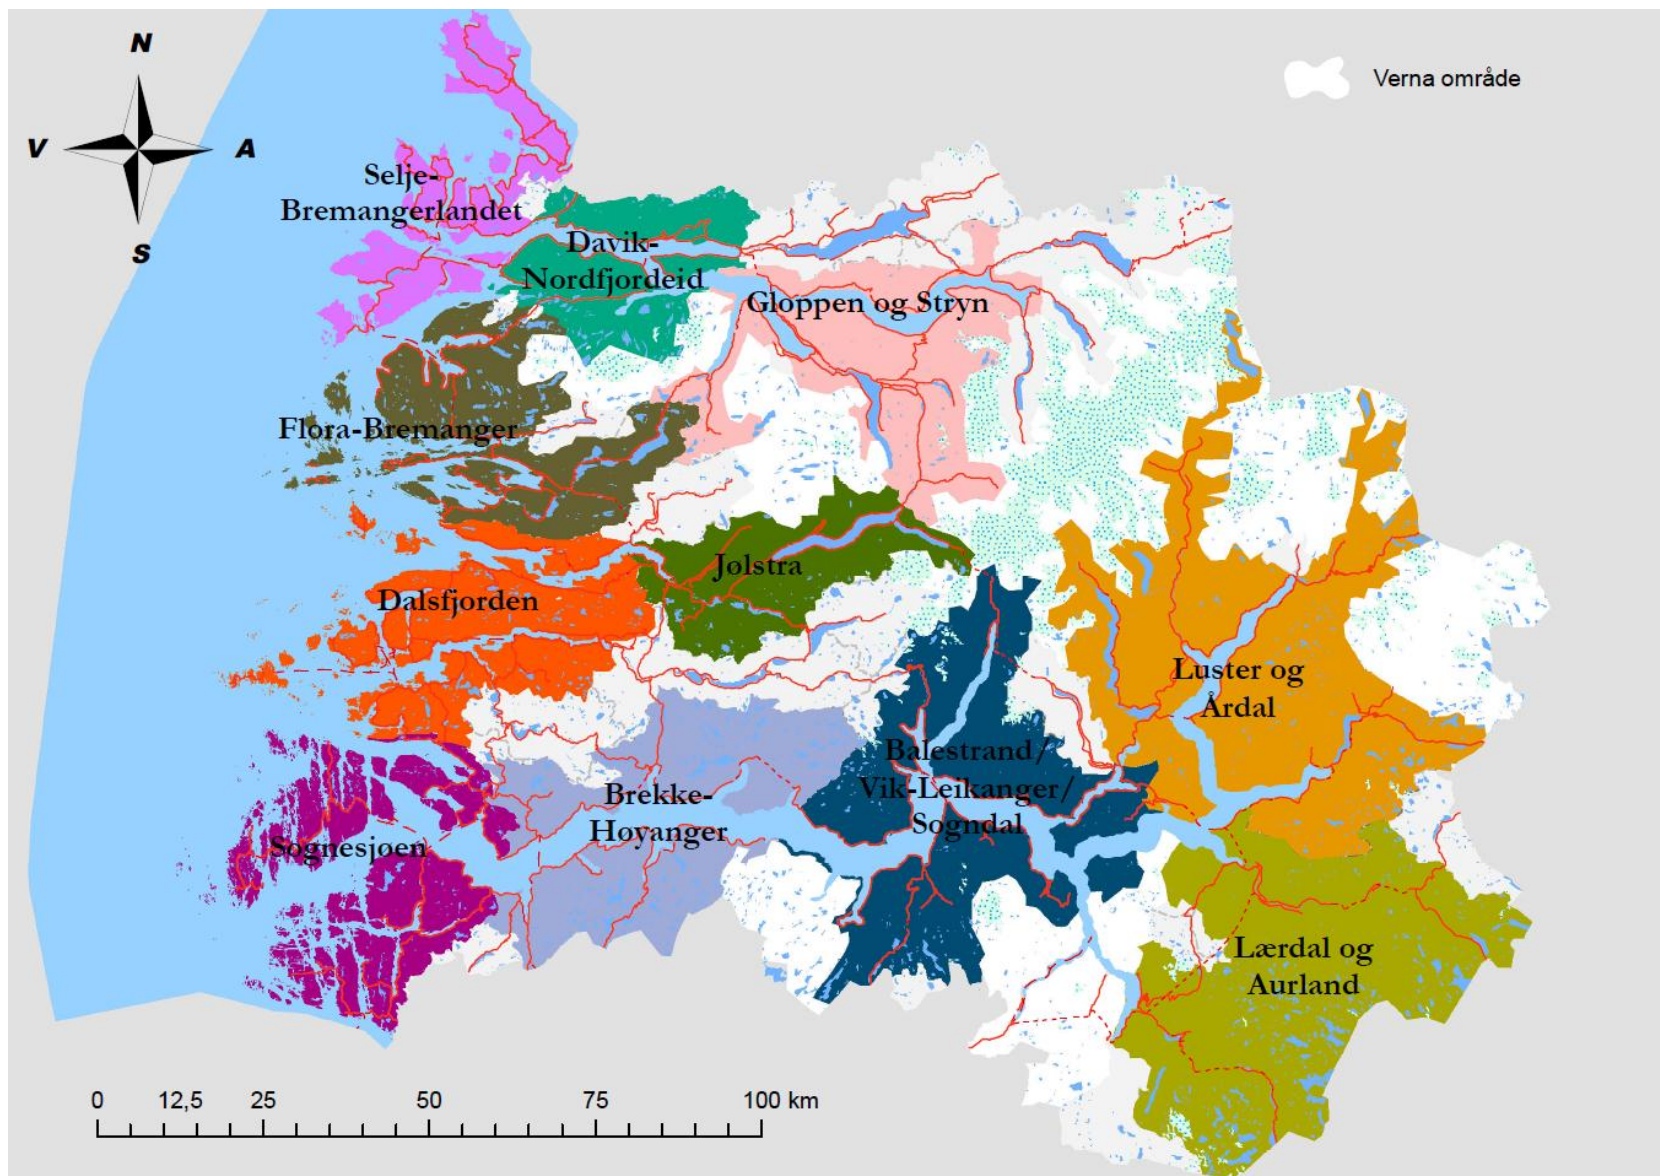 N
V
A
S
Verna område
Selje-
Bremangerlandet
Davik-
Nordfjordeid
Gloppen og Stryn
Flora-Bremanger
Jølstra
Dalsfjorden
Luster og
Årdal
Balestrand/
Vik-Leikanger/
Sogndal
Brekke-
Høyanger
Sognesjøen
Lærdal og
Aurland
0 12,5 25 50 75 100 km